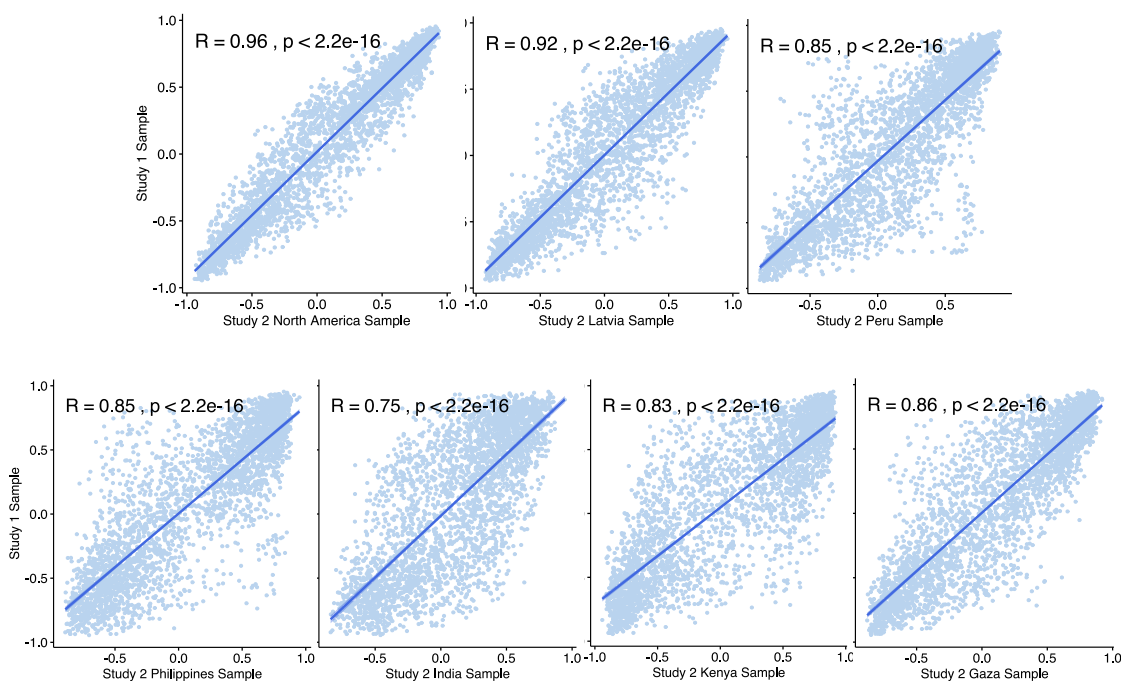 R = 0.96 , p < 2.2e-16
R = 0.92 , p < 2.2e-16
R = 0.85 , p < 2.2e-16
1.0
0.5
0.0
-0.5
-1.0
Study 1 Sample
5
0
5
1
-1.0 -0.5 0.0 0.5 1.0
-1.0 -0.5 0.0 0.5 1.0
-0.5 0.0 0.5
Study 2 North America Sample
Study 2 Latvia Sample
Study 2 Peru Sample
R = 0.85 , p < 2.2e-16
R = 0.75 , p < 2.2e-16
R = 0.83 , p < 2.2e-16
R = 0.86 , p < 2.2e-16
1.0
0.5
0.0
-0.5
-1.0
Study 1 Sample
-0.5 0.0 0.5 1.0
-0.5 0.0 0.5 1.0
-1.0 -0.5 0.0 0.5 1.0
-0.5 0.0 0.5 1.0
Study 2 Philippines Sample
Study 2 India Sample
Study 2 Kenya Sample
Study 2 Gaza Sample